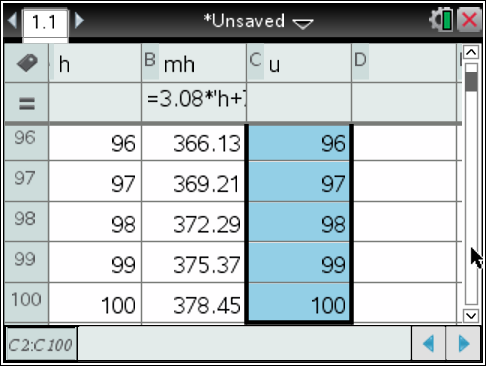 1.1 *Unsaved
h B mh C u D
= =3.08*'h+
96 96 366.13 96
97 97 369.21 97
98 98 372.29 98
99 99 375.37 99
100 100 378.45 100
C2:C100